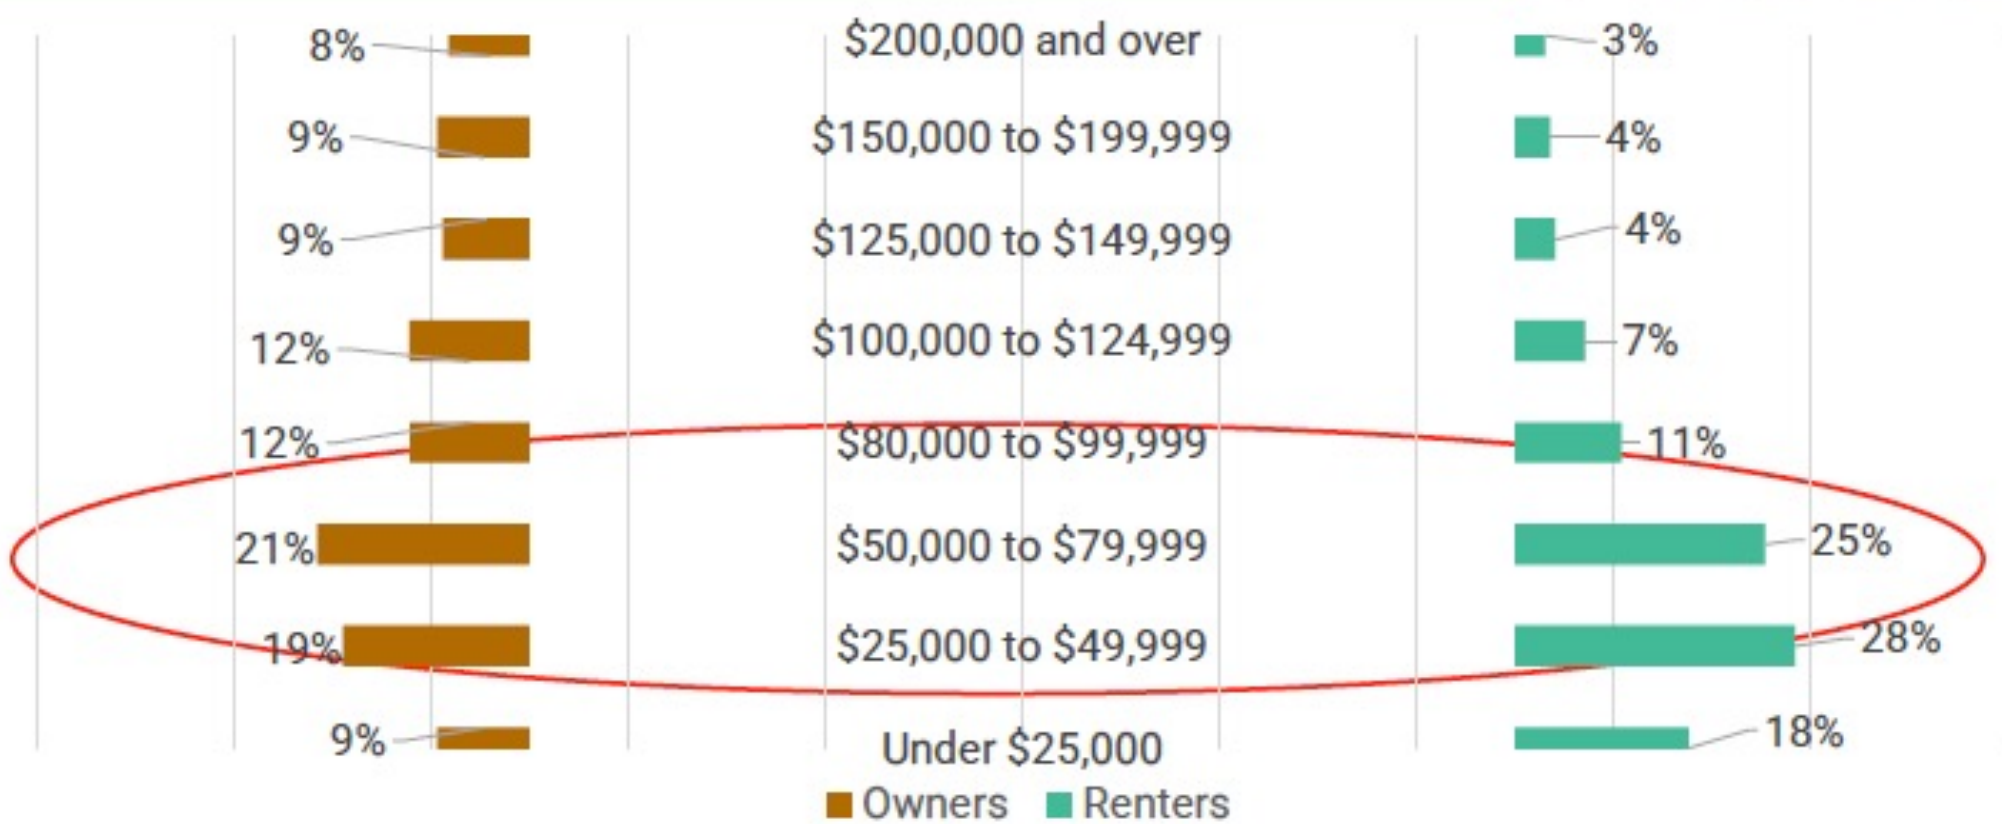 8% $200,000 and over 3%
9% $150,000 to $199,999 4%
9% $125,000 to $149,999 4%
12% $100,000 to $124,999 7%
12% $80,000 to $99,999 11%
21% $50,000 to $79,999 25%
19% $25,000 to $49,999 28%
9% Under $25,000 18%
Owners Renters